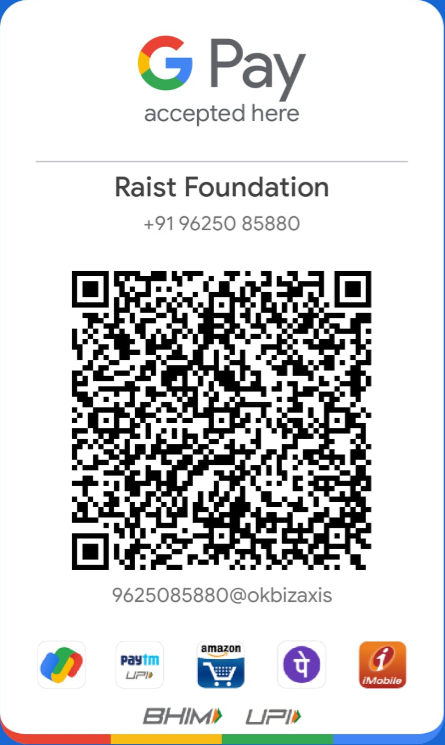 G Pay
accepted here
Raist Foundation
+91 96250 85880
9625085880@okbizaxis
paytm
UPI
amazon
पे
i
iMobile
BHIM UPI